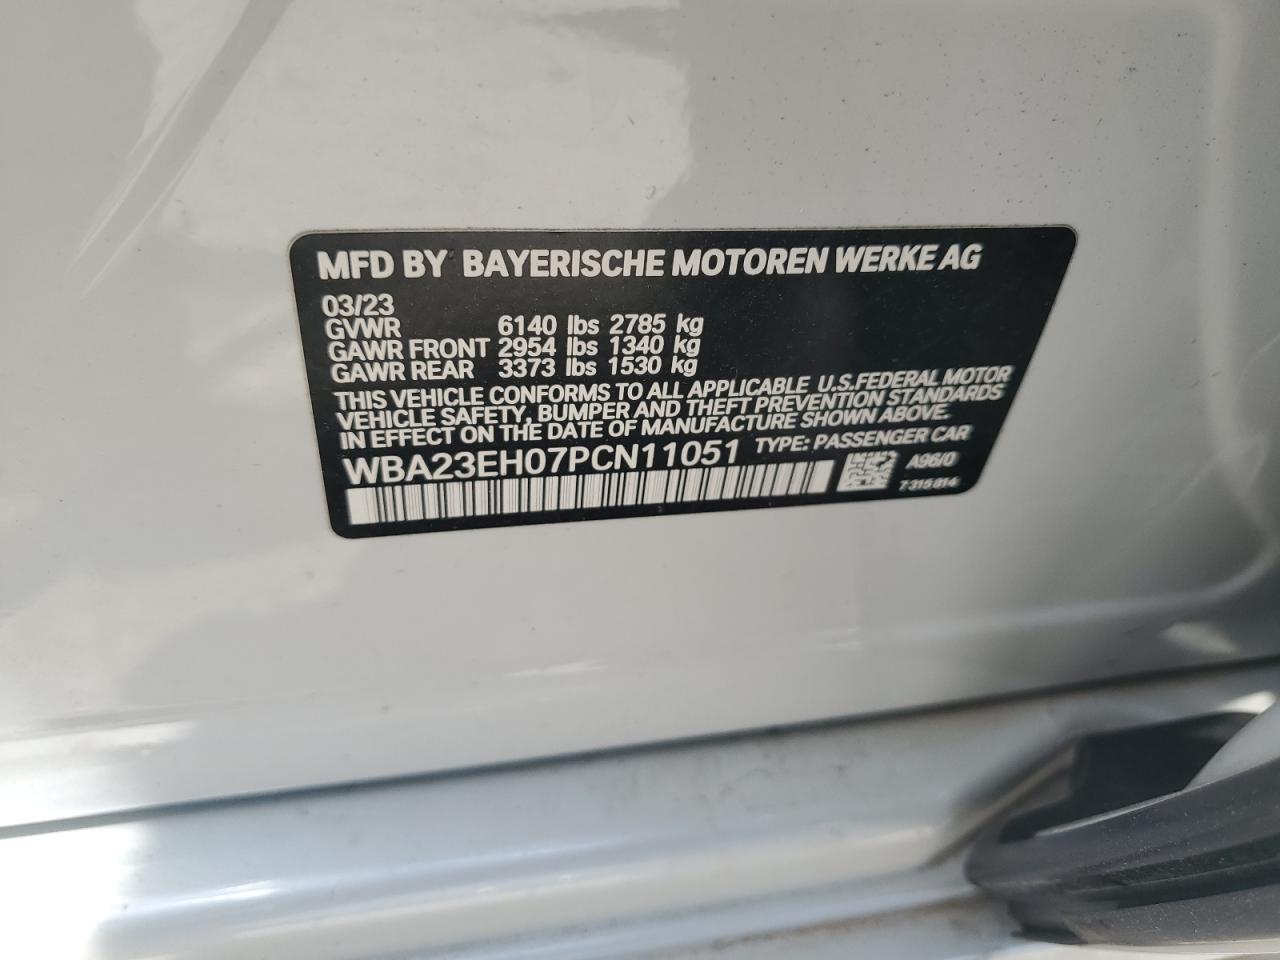 MFD BY BAYERISCHE MOTOREN WERKE AG
03/23
GVWR 6140 lbs 2785 kg
GAWR FRONT 2954 lbs 1340 kg
GAWR REAR 3373 lbs 1530 kg
THIS VEHICLE CONFORMS TO ALL APPLICABLE U.S.FEDERAL MOTOR
VEHICLE SAFETY, BUMPER AND THEFT PREVENTION STANDARDS
IN EFFECT ON THE DATE OF MANUFACTURE SHOWN ABOVE.
WBA23EH07PCN11051 TYPE: PASSENGER CAR
A96/0
7 315 814